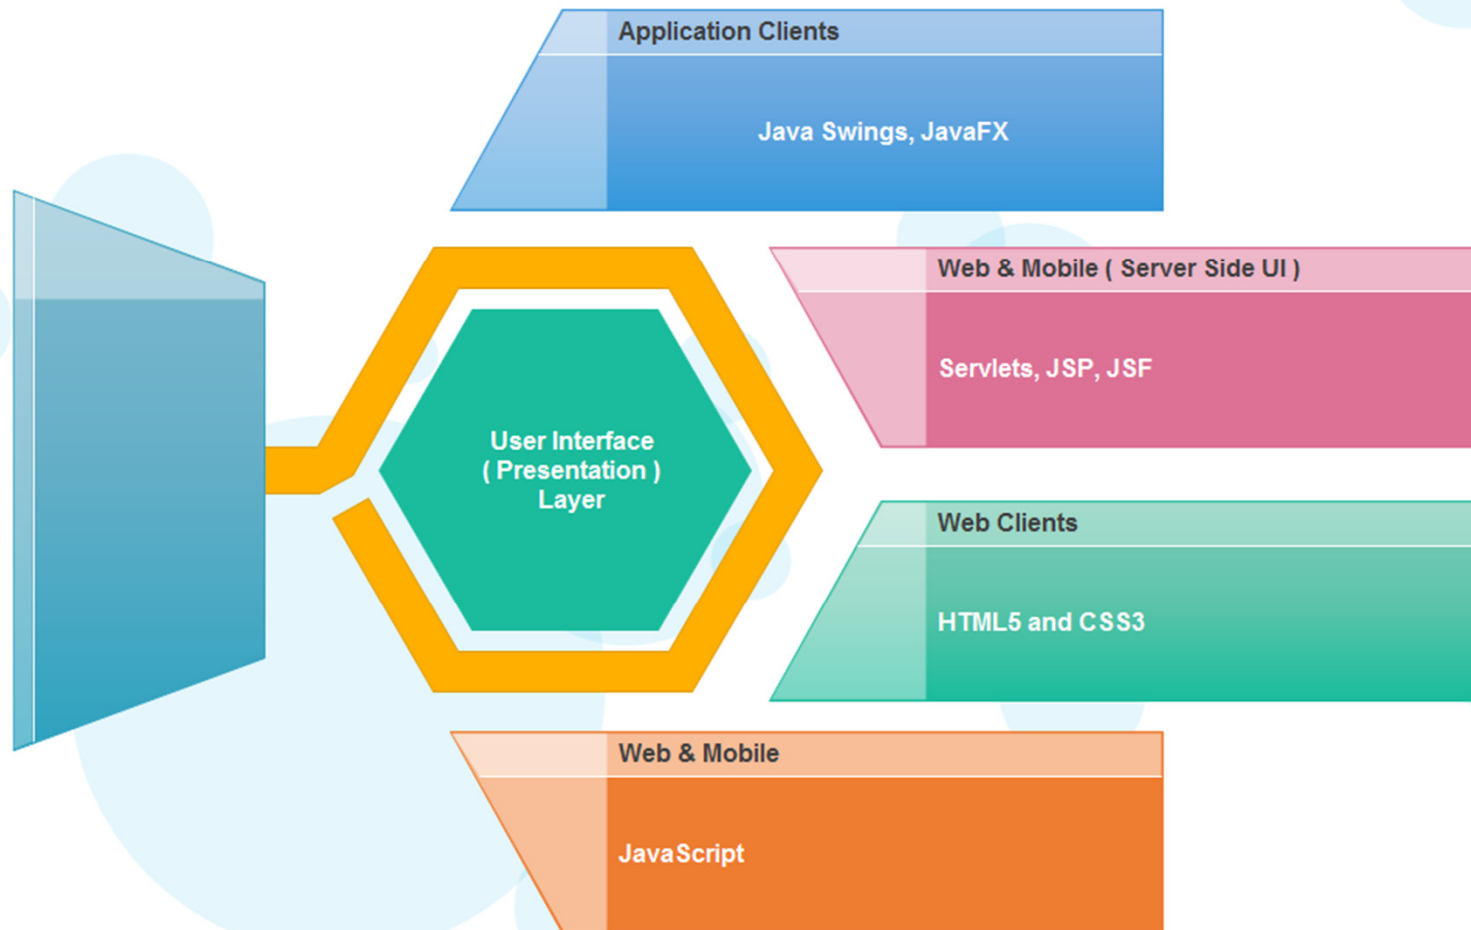 Application Clients
Java Swings, JavaFX
Web & Mobile ( Server Side UI )
Servlets, JSP, JSF
User Interface
( Presentation )
Layer
Web Clients
HTML5 and CSS3
Web & Mobile
JavaScript